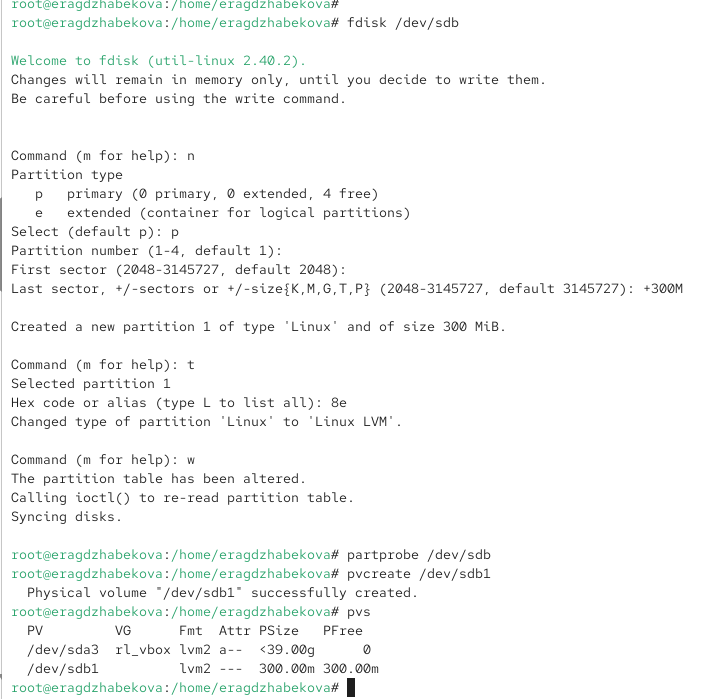 root@eragdzhabekova:/home/eragdzhabekova#
root@eragdzhabekova:/home/eragdzhabekova# fdisk /dev/sdb
Welcome to fdisk (util-linux 2.40.2).
Changes will remain in memory only, until you decide to write them.
Be careful before using the write command.
Command (m for help): n
Partition type
   p   primary (0 primary, 0 extended, 4 free)
   e   extended (container for logical partitions)
Select (default p): p
Partition number (1-4, default 1):
First sector (2048-3145727, default 2048):
Last sector, +/-sectors or +/-size{K,M,G,T,P} (2048-3145727, default 3145727): +300M
Created a new partition 1 of type 'Linux' and of size 300 MiB.
Command (m for help): t
Selected partition 1
Hex code or alias (type L to list all): 8e
Changed type of partition 'Linux' to 'Linux LVM'.
Command (m for help): w
The partition table has been altered.
Calling ioctl() to re-read partition table.
Syncing disks.
root@eragdzhabekova:/home/eragdzhabekova# partprobe /dev/sdb
root@eragdzhabekova:/home/eragdzhabekova# pvcreate /dev/sdb1
  Physical volume "/dev/sdb1" successfully created.
root@eragdzhabekova:/home/eragdzhabekova# pvs
  PV         VG      Fmt  Attr PSize   PFree
  /dev/sda3  rl_vbox lvm2 a--  <39.00g      0
  /dev/sdb1          lvm2 ---  300.00m 300.00m
root@eragdzhabekova:/home/eragdzhabekova#